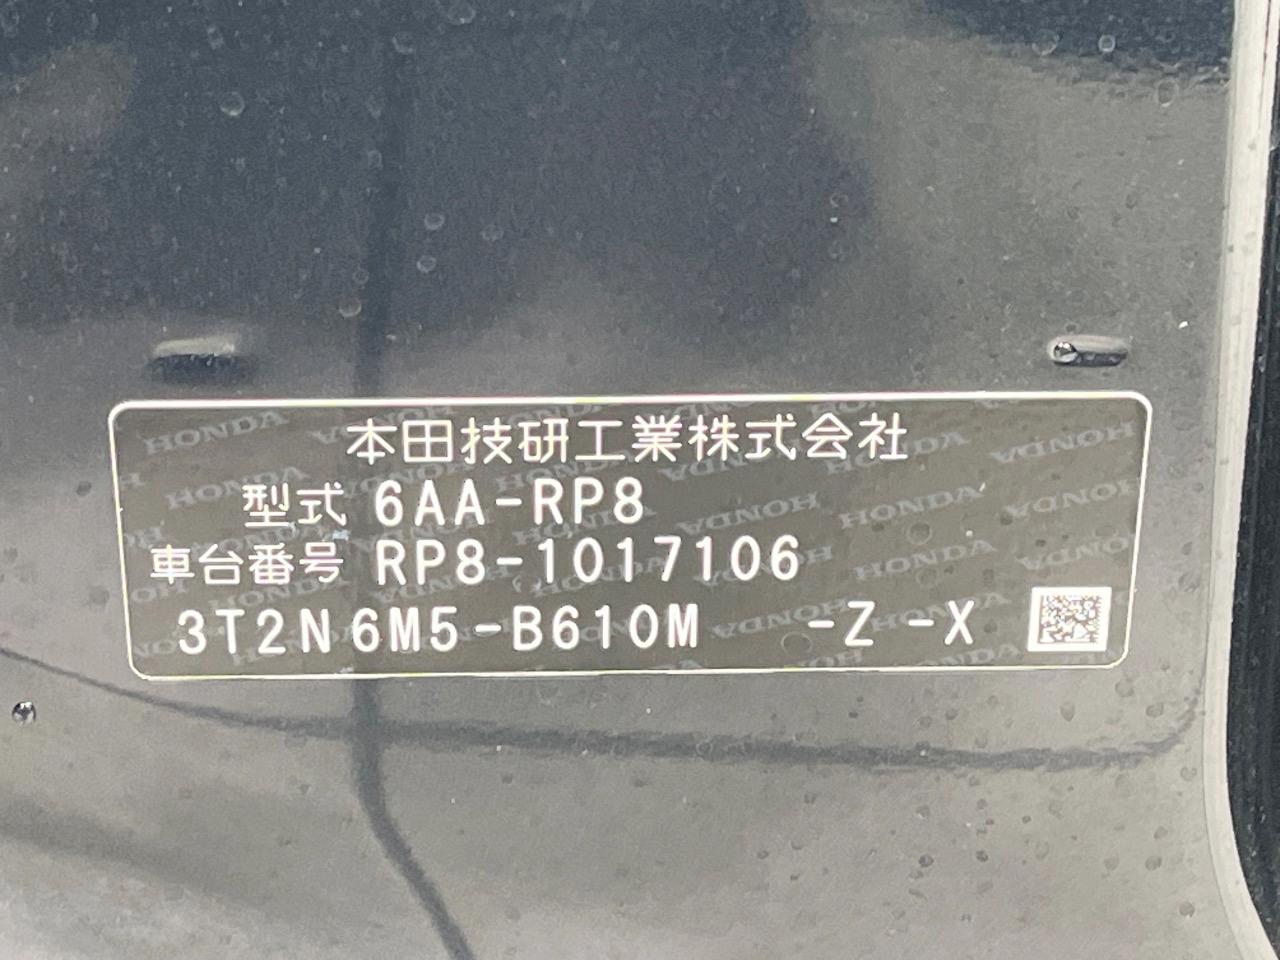 本田技研工業株式会社
型式 6AA-RP8
車台番号 RP8-1017106
3T2N6M5-B610M -Z -X